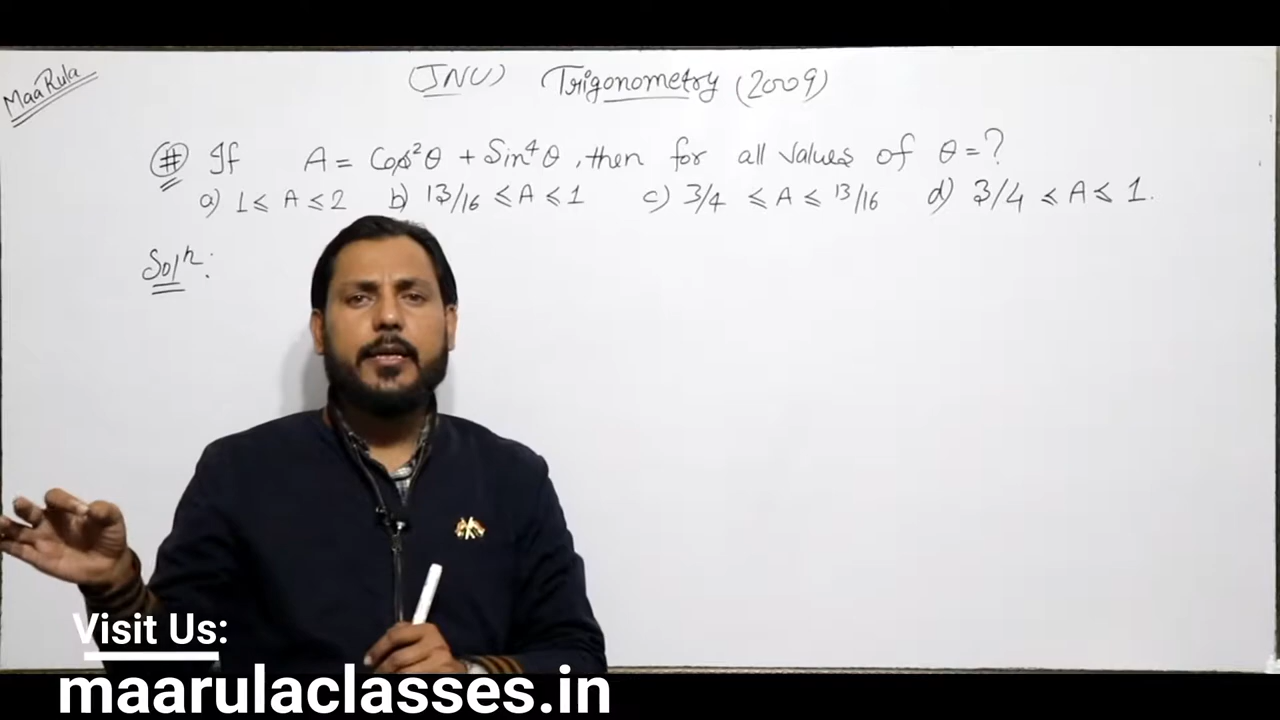 MaaRula
(JNU) Trigonometry (2009)
# If A = Cos²θ + Sin⁴θ, then for all values of θ = ?
a) 1 ≤ A ≤ 2 b) 13/16 ≤ A ≤ 1 c) 3/4 ≤ A ≤ 13/16 d) 3/4 ≤ A ≤ 1.
Solⁿ:
Visit Us:
maarulaclasses.in